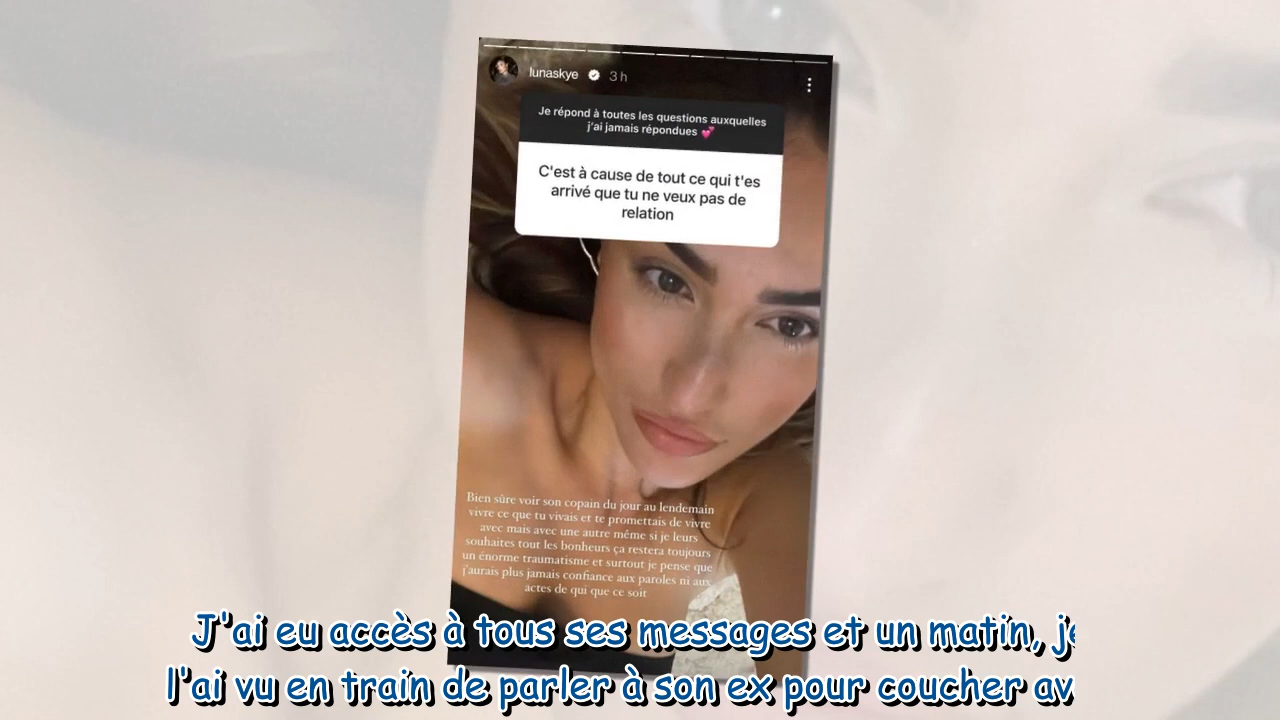 lunaskye 3 h
Je répond à toutes les questions auxquelles
j'ai jamais répondues 💕
C'est à cause de tout ce qui t'es
arrivé que tu ne veux pas de
relation
Bien sûre voir son copain du jour au lendemain
vivre ce que tu vivais et te promettais de vivre
avec mais avec une autre même si je leurs
souhaites tout les bonheurs ça restera toujours
un énorme traumatisme et surtout je pense que
j'aurais plus jamais confiance aux paroles ni aux
actes de qui que ce soit
J'ai eu accès à tous ses messages et un matin, je
l'ai vu en train de parler à son ex pour coucher av